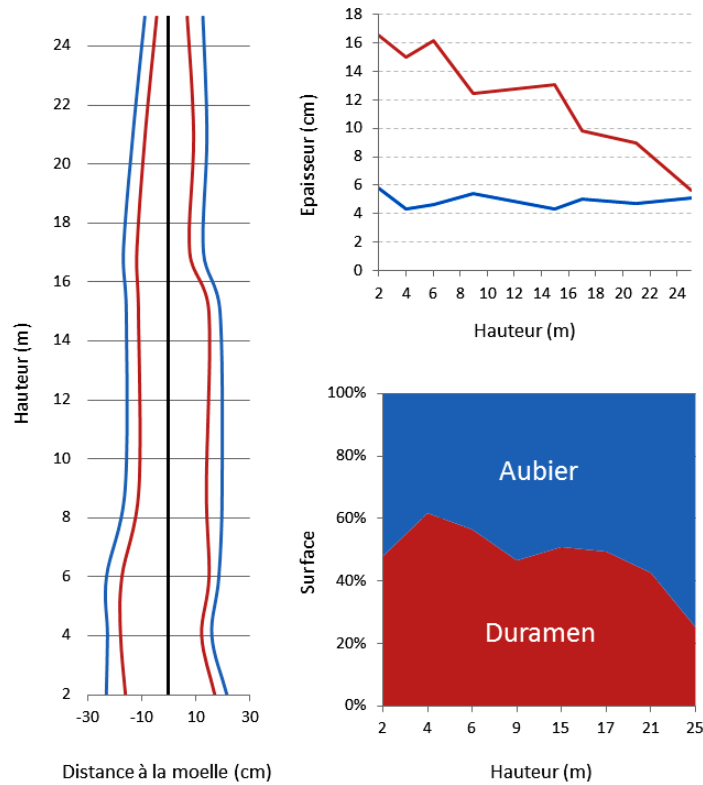 Hauteur (m)
24
22
20
18
16
14
12
10
8
6
4
2
-30 -10 10 30
Distance à la moelle (cm)
Epaisseur (cm)
18
16
14
12
10
8
6
4
2
0
2 4 6 8 10 12 14 16 18 20 22 24
Hauteur (m)
Surface
100%
80%
60%
40%
20%
0%
Aubier
Duramen
2 4 6 9 15 17 21 25
Hauteur (m)